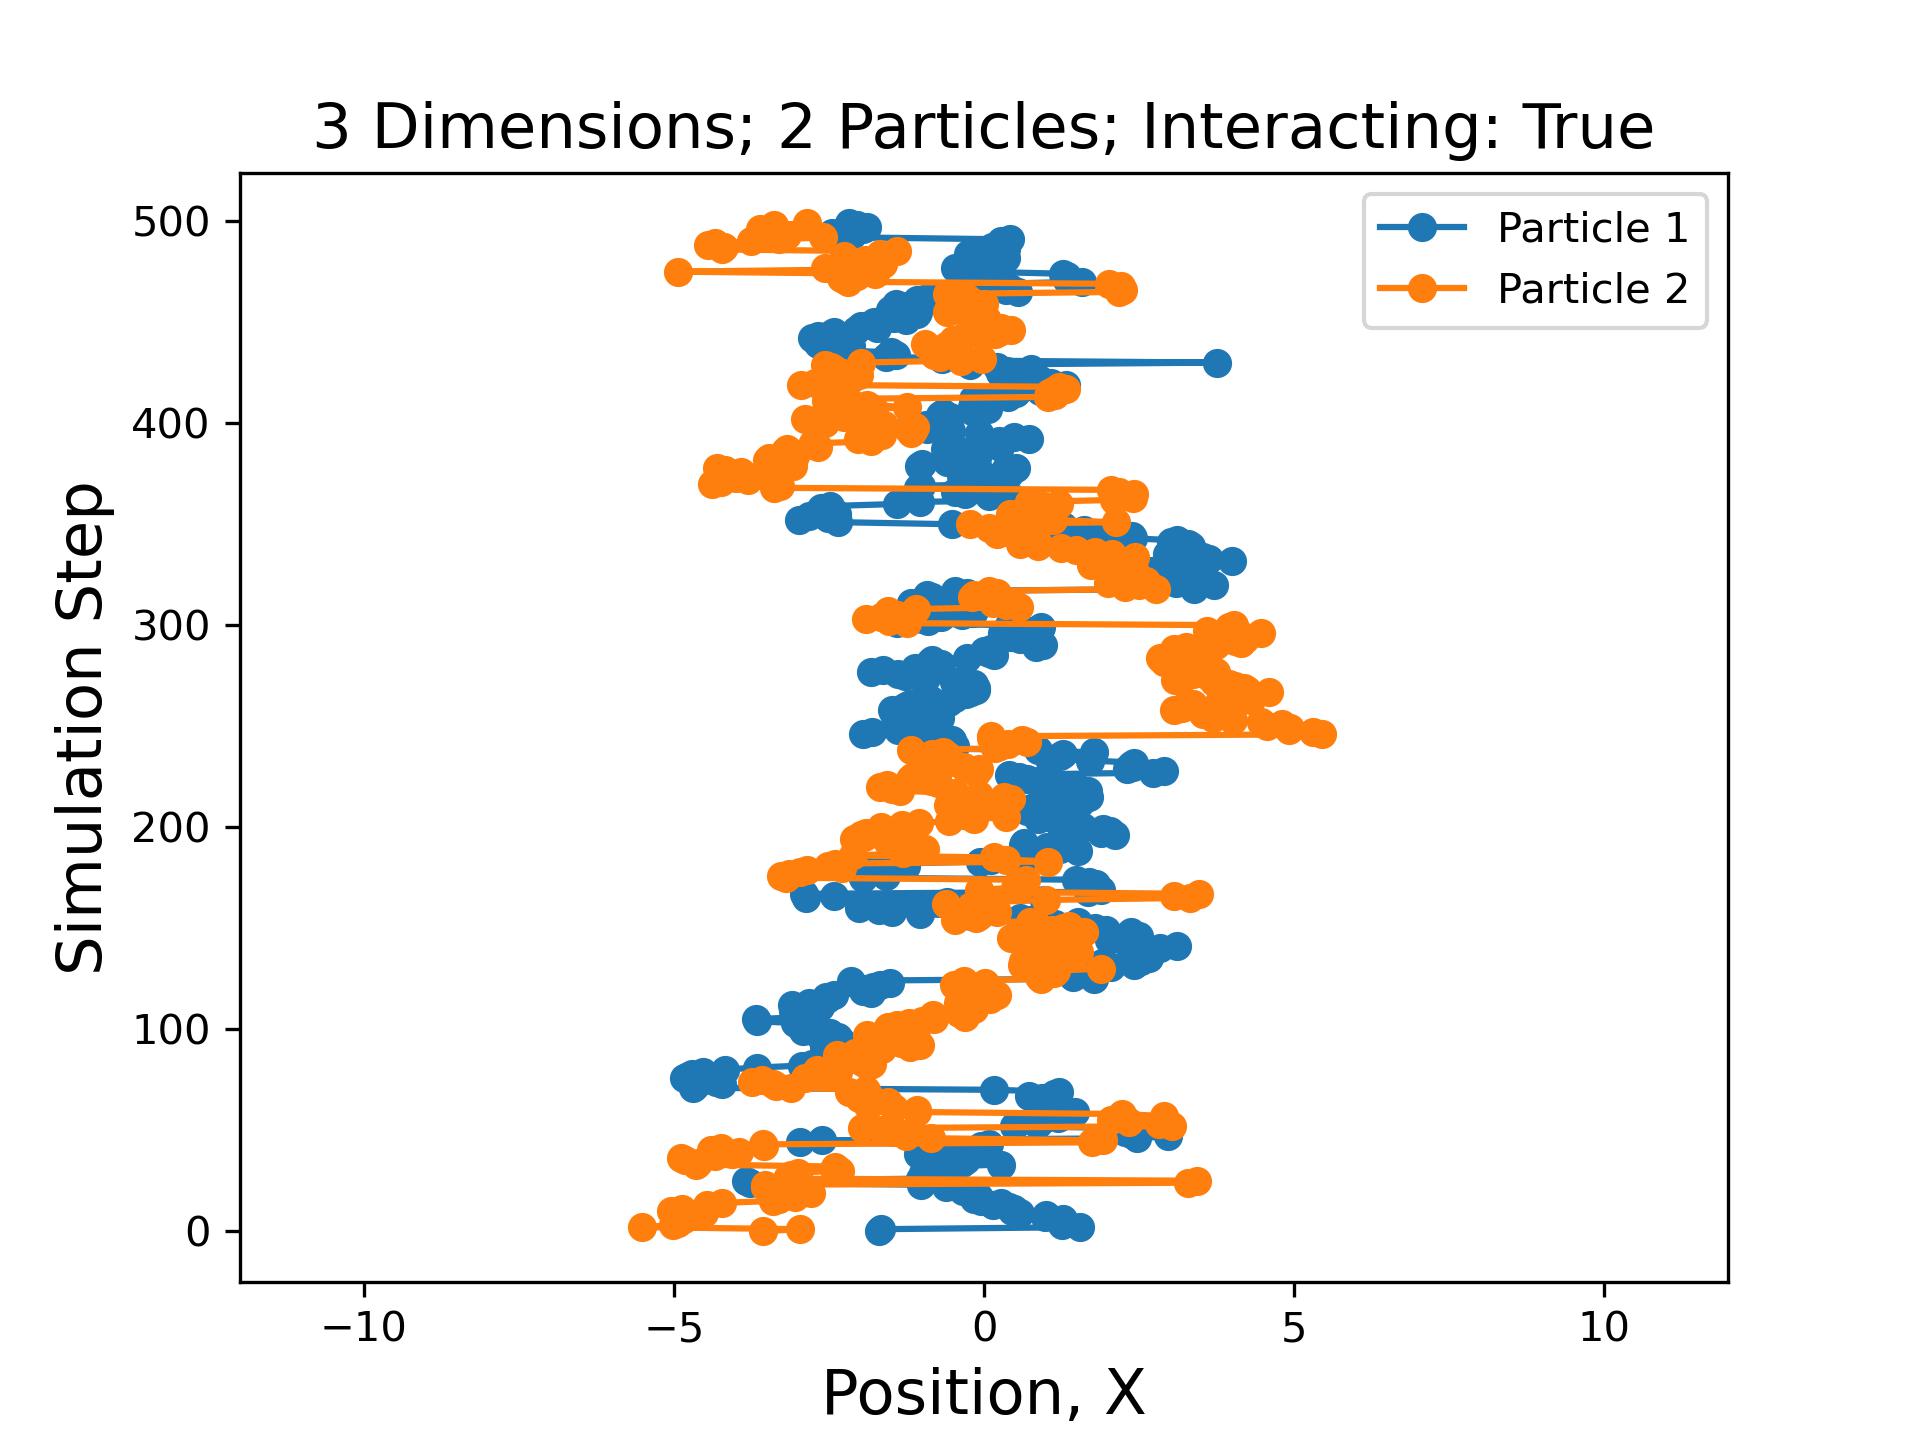 3 Dimensions; 2 Particles; Interacting: True
Particle 1
Particle 2
Simulation Step
500
400
300
200
100
0
−10
−5
0
5
10
Position, X